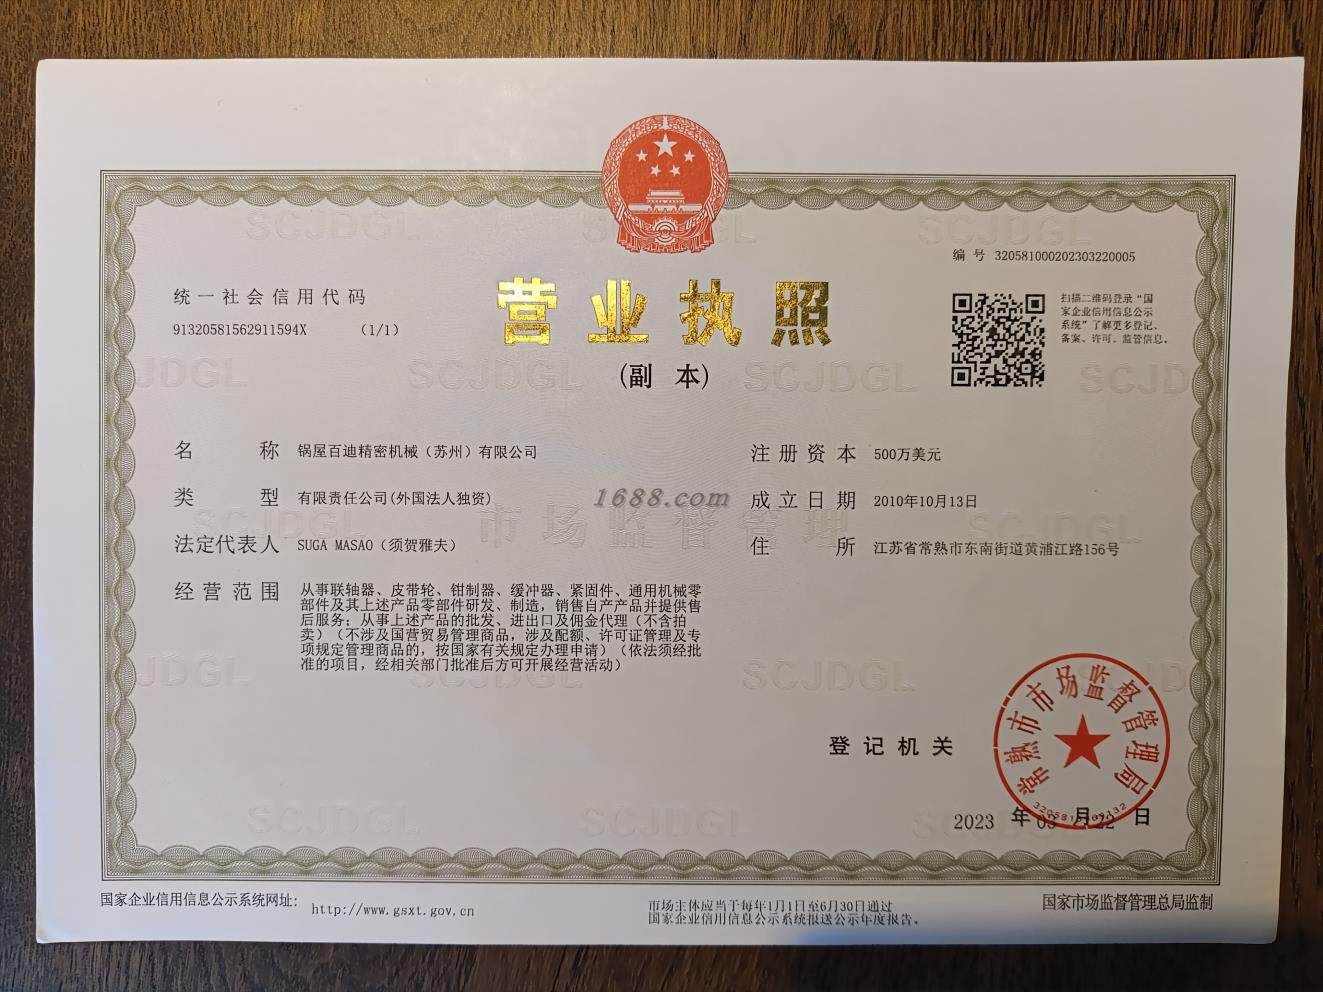 编 号 320581000202303220005
统一社会信用代码
91320581562911594X (1/1)
营业执照
(副 本)
扫描二维码登录“国
家企业信用信息公示
系统”了解更多登记、
备案、许可、监管信息。
名 称 锅屋百迪精密机械（苏州）有限公司
类 型 有限责任公司(外国法人独资)
法定代表人 SUGA MASAO（须贺雅夫）
经营范围 从事联轴器、皮带轮、钳制器、缓冲器、紧固件、通用机械零
部件及其上述产品零部件研发、制造，销售自产产品并提供售
后服务；从事上述产品的批发、进出口及佣金代理（不含拍
卖）（不涉及国营贸易管理商品，涉及配额、许可证管理及专
项规定管理商品的，按国家有关规定办理申请）（依法须经批
准的项目，经相关部门批准后方可开展经营活动）
注册资本 500万美元
成立日期 2010年10月13日
住 所 江苏省常熟市东南街道黄浦江路156号
1688.com
市场监督管理
SCJDGL
登记机关
常熟市市场监督管理局
2023 年 03 月 22 日
国家企业信用信息公示系统网址： http://www.gsxt.gov.cn
市场主体应当于每年1月1日至6月30日通过
国家企业信用信息公示系统报送公示年度报告。
国家市场监督管理总局监制